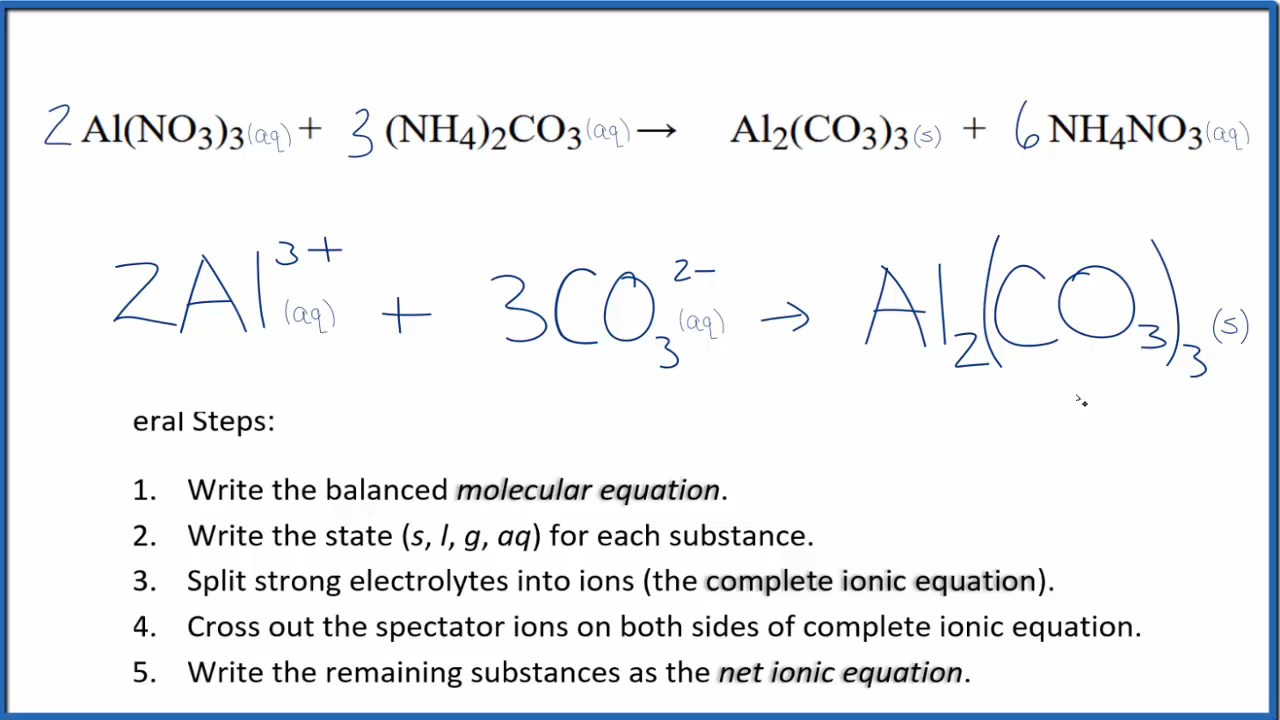 2 Al(NO3)3(aq) + 3 (NH4)2CO3(aq) → Al2(CO3)3(s) + 6 NH4NO3(aq)
2Al3+(aq) + 3CO32-(aq) → Al2(CO3)3(s)
eral Steps:
1. Write the balanced molecular equation.
2. Write the state (s, l, g, aq) for each substance.
3. Split strong electrolytes into ions (the complete ionic equation).
4. Cross out the spectator ions on both sides of complete ionic equation.
5. Write the remaining substances as the net ionic equation.